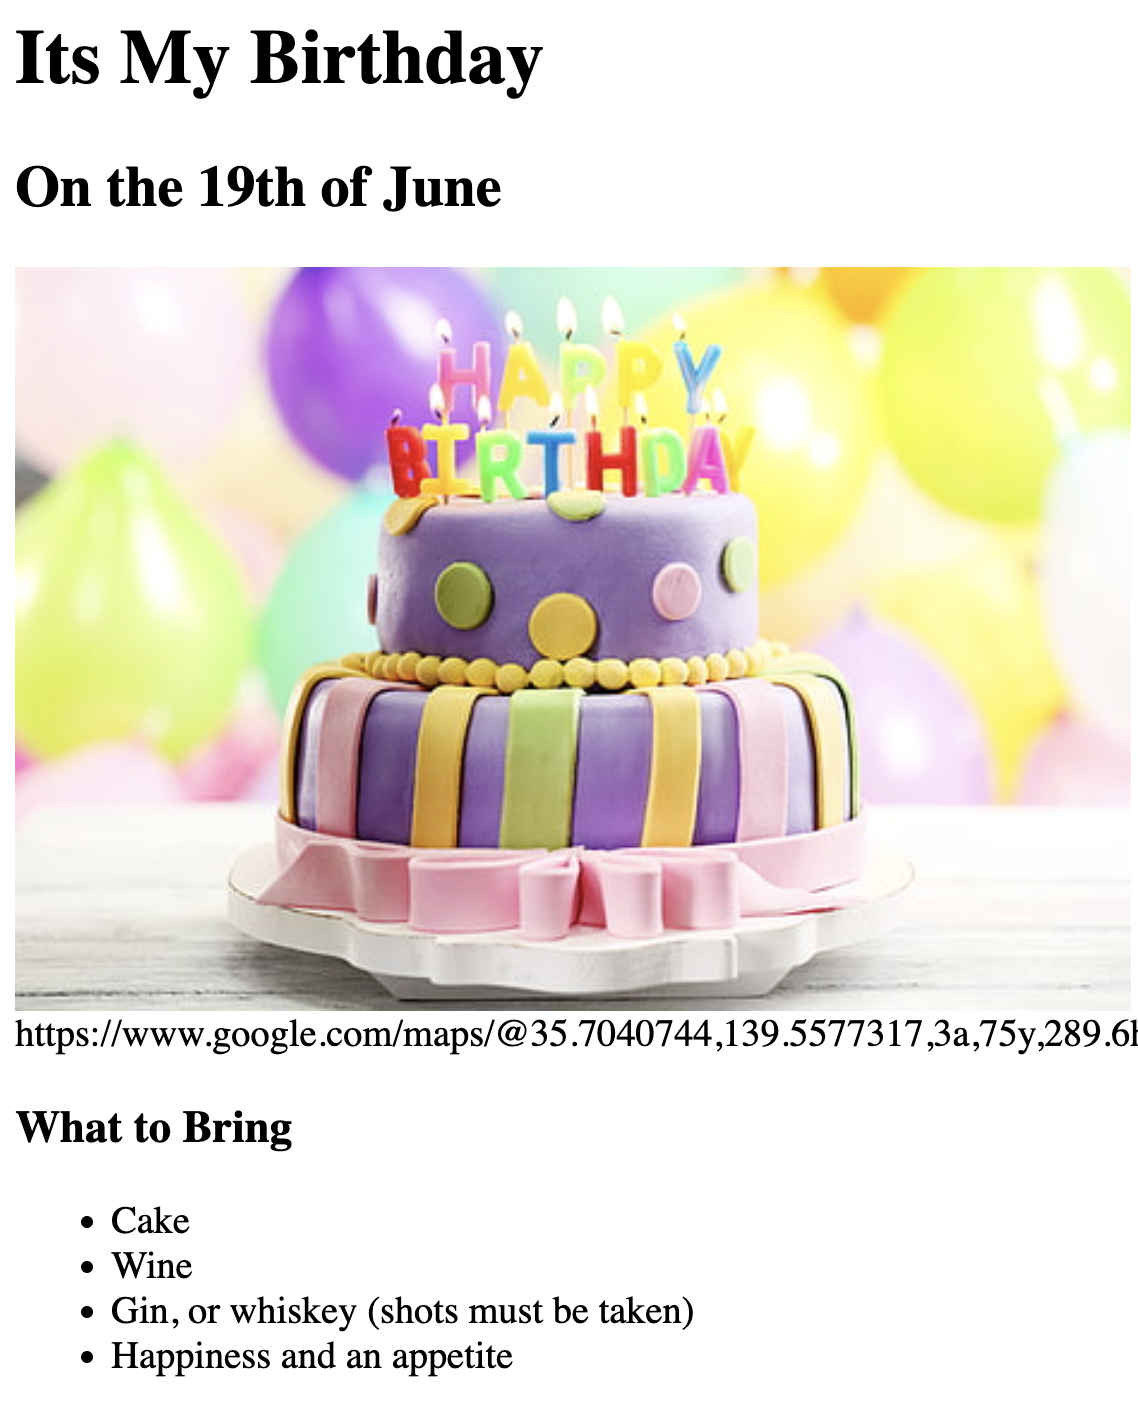 Its My Birthday
On the 19th of June
HAPPY
BIRTHDAY
https://www.google.com/maps/@35.7040744,139.5577317,3a,75y,289.6h
What to Bring
Cake
Wine
Gin, or whiskey (shots must be taken)
Happiness and an appetite